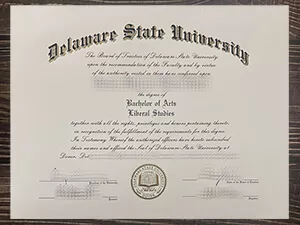 Delaware State University
The Board of Trustees of Delaware State University
upon the recommendation of the Faculty and by virtue
of the authority vested in them have conferred upon
the degree of
Bachelor of Arts
Liberal Studies
together with all the rights, privileges and honors pertaining thereto,
in recognition of the fulfillment of the requirements for this degree.
In Testimony Whereof the authorized officers have hereto subscribed
their names and affixed the Seal of Delaware State University at
Dover, Del